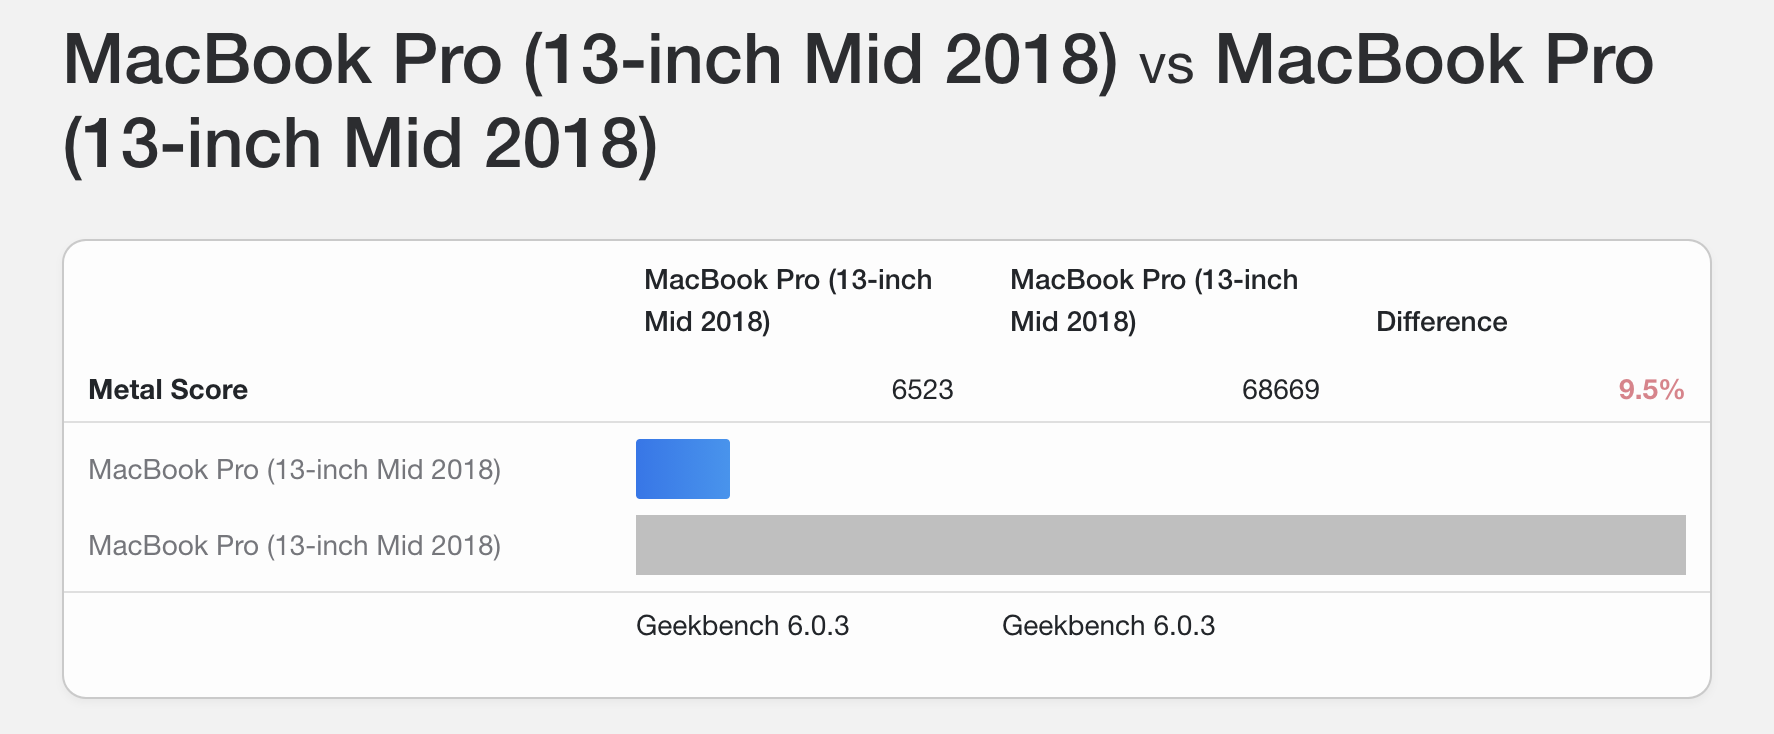 MacBook Pro (13-inch Mid 2018) vs MacBook Pro
(13-inch Mid 2018)
MacBook Pro (13-inch Mid 2018)
MacBook Pro (13-inch Mid 2018)
Difference
Metal Score 6523 68669 9.5%
MacBook Pro (13-inch Mid 2018)
MacBook Pro (13-inch Mid 2018)
Geekbench 6.0.3 Geekbench 6.0.3